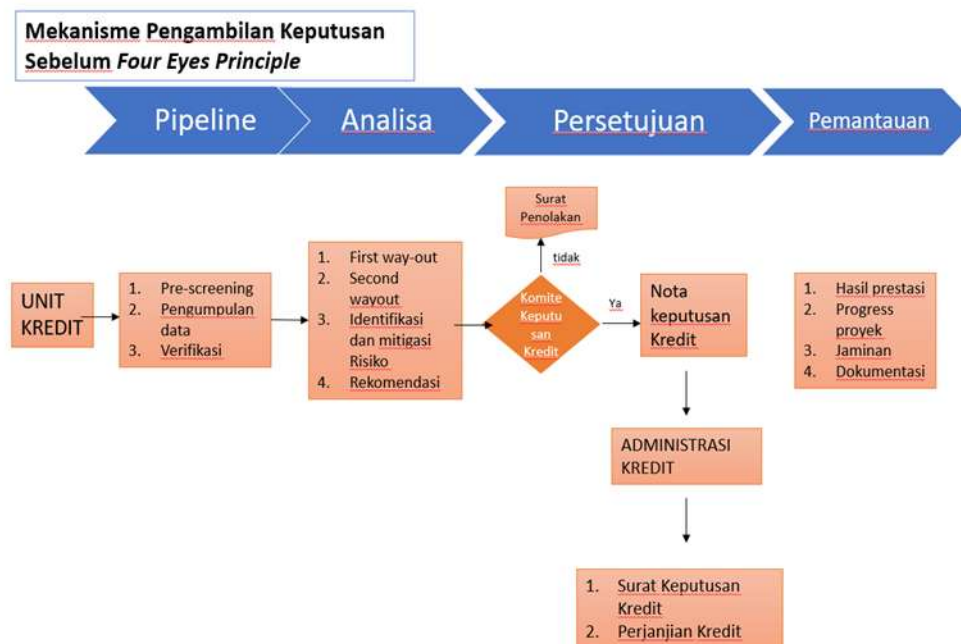 Mekanisme Pengambilan Keputusan
Sebelum Four Eyes Principle
Pipeline
Analisa
Persetujuan
Pemantauan
Surat
Penolakan
tidak
UNIT
KREDIT
1. Pre-screening
2. Pengumpulan
data
3. Verifikasi
1. First way-out
2. Second
wayout
3. Identifikasi
dan mitigasi
Risiko
4. Rekomendasi
Komite
Keputu
san
Kredit
Ya
Nota
keputusan
Kredit
1. Hasil prestasi
2. Progress
proyek
3. Jaminan
4. Dokumentasi
ADMINISTRASI
KREDIT
1. Surat Keputusan
Kredit
2. Perjanjian Kredit